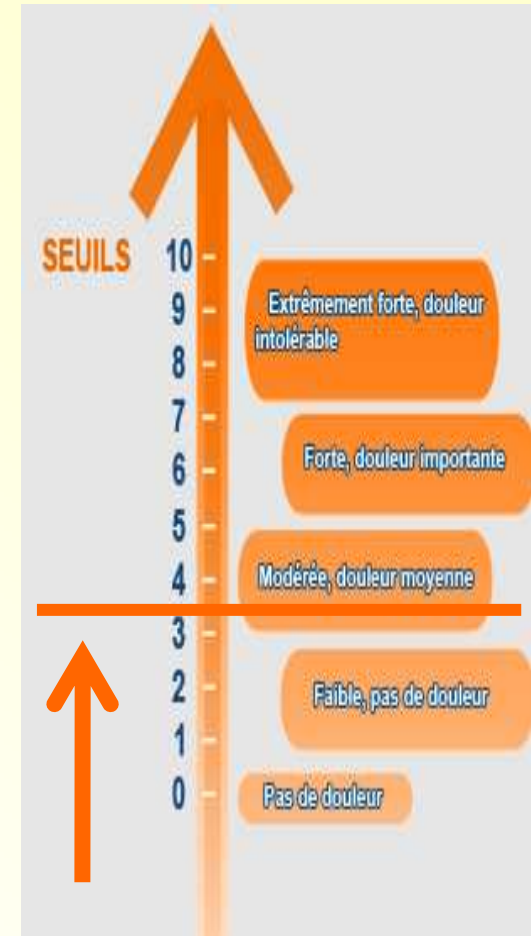 SEUILS
10
9
Extrêmement forte, douleur
intolérable
8
7
6
Forte, douleur importante
5
4
Modérée, douleur moyenne
3
2
Faible, pas de douleur
1
0
Pas de douleur